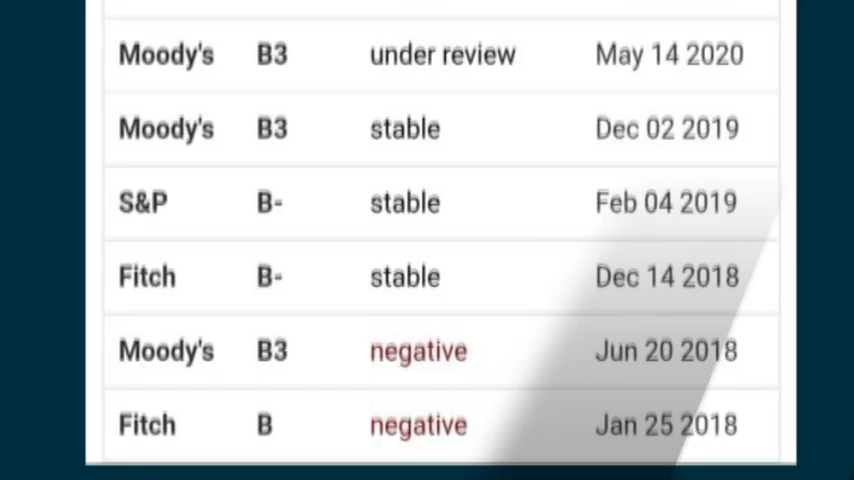 Moody's B3 under review May 14 2020
Moody's B3 stable Dec 02 2019
S&P B- stable Feb 04 2019
Fitch B- stable Dec 14 2018
Moody's B3 negative Jun 20 2018
Fitch B negative Jan 25 2018